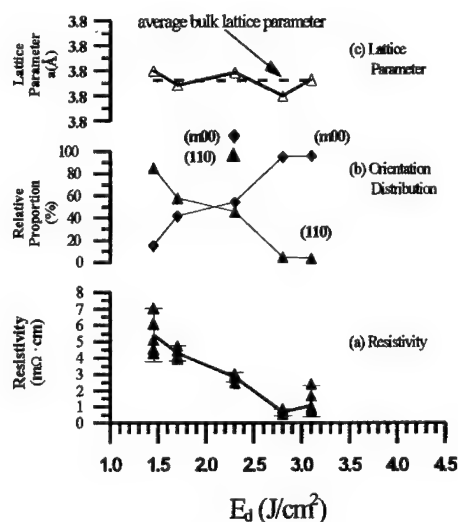 average bulk lattice parameter
Lattice
Parameter
a(Å)
3.8
3.8
3.8
3.8
3.8
(c) Lattice
Parameter
(m00)
(110)
(m00)
Relative
Proportion
(%)
100
80
60
40
20
0
(b) Orientation
Distribution
(110)
Resistivity
(mΩ · cm)
8
7
6
5
4
3
2
1
0
(a) Resistivity
1.0 1.5 2.0 2.5 3.0 3.5 4.0 4.5
E_d (J/cm²)